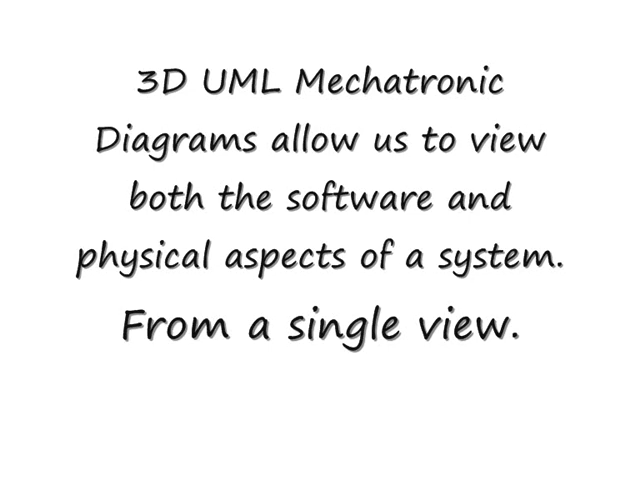 3D UML Mechatronic
Diagrams allow us to view
both the software and
physical aspects of a system.
From a single view.